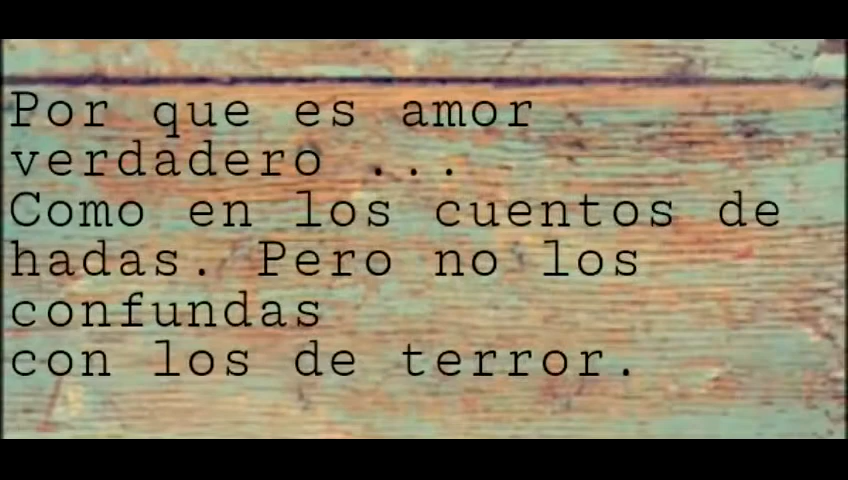 Por que es amor
verdadero ...
Como en los cuentos de
hadas. Pero no los
confundas
con los de terror.